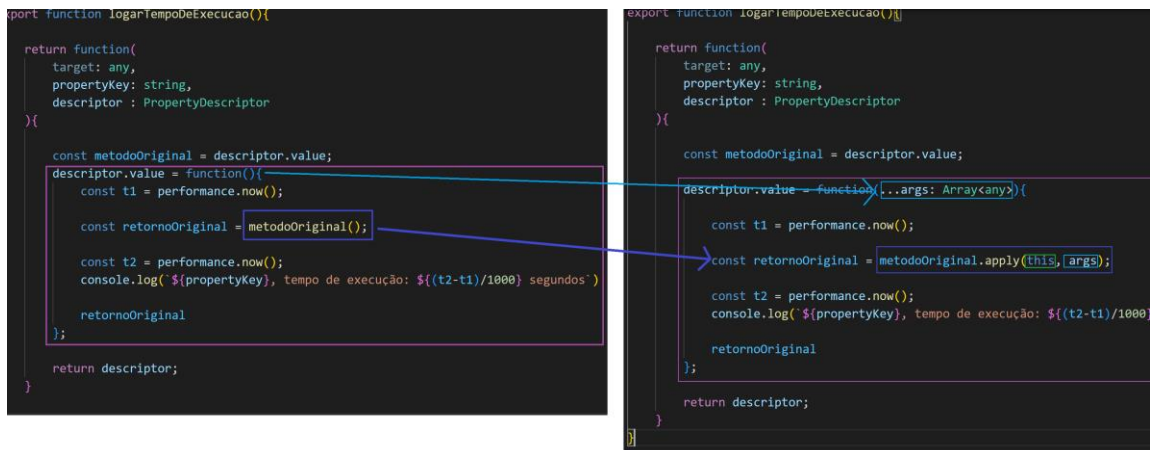 port function logarTempoDeExecucao(){
return function(
target: any,
propertyKey: string,
descriptor : PropertyDescriptor
){
const metodoOriginal = descriptor.value;
descriptor.value = function(){
const t1 = performance.now();
const retornoOriginal = metodoOriginal();
const t2 = performance.now();
console.log(`${propertyKey}, tempo de execução: ${(t2-t1)/1000} segundos`)
retornoOriginal
};
return descriptor;
}
export function logarTempoDeExecucao(){
return function(
target: any,
propertyKey: string,
descriptor : PropertyDescriptor
){
const metodoOriginal = descriptor.value;
descriptor.value = function(...args: Array<any>){
const t1 = performance.now();
const retornoOriginal = metodoOriginal.apply(this, args);
const t2 = performance.now();
console.log(`${propertyKey}, tempo de execução: ${(t2-t1)/1000}
retornoOriginal
};
return descriptor;
}
}